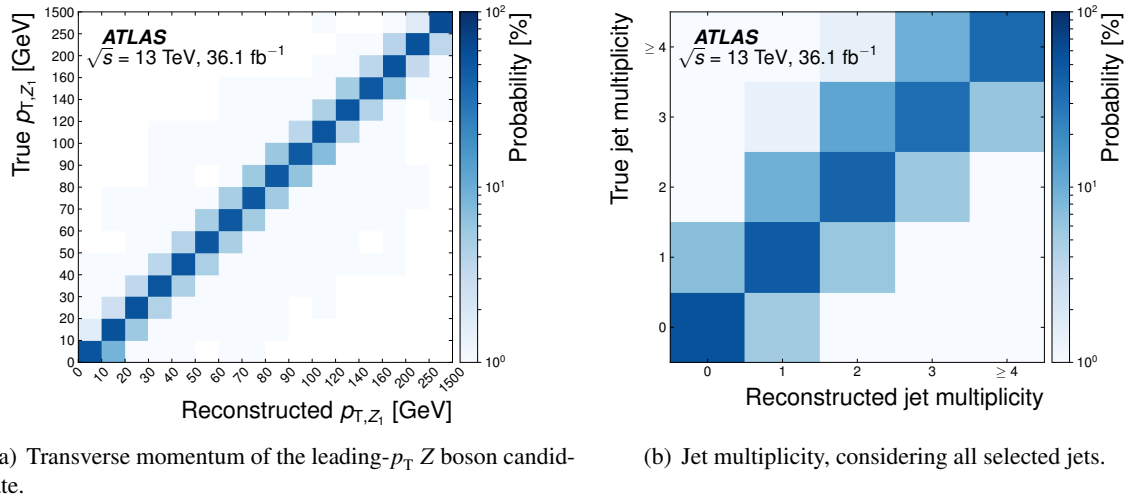 1500
250
200
160
140
120
100
90
80
70
60
50
40
30
20
10
0
True pT,Z1 [GeV]
ATLAS
√s = 13 TeV, 36.1 fb−1
0 10 20 30 40 50 60 70 80 90 100 120 140 160 200 250 1500
Reconstructed pT,Z1 [GeV]
10²
10¹
10⁰
Probability [%]
≥ 4
3
2
1
0
True jet multiplicity
ATLAS
√s = 13 TeV, 36.1 fb−1
0 1 2 3 ≥ 4
Reconstructed jet multiplicity
10²
10¹
10⁰
Probability [%]
a) Transverse momentum of the leading-pT Z boson candid-
ate.
(b) Jet multiplicity, considering all selected jets.